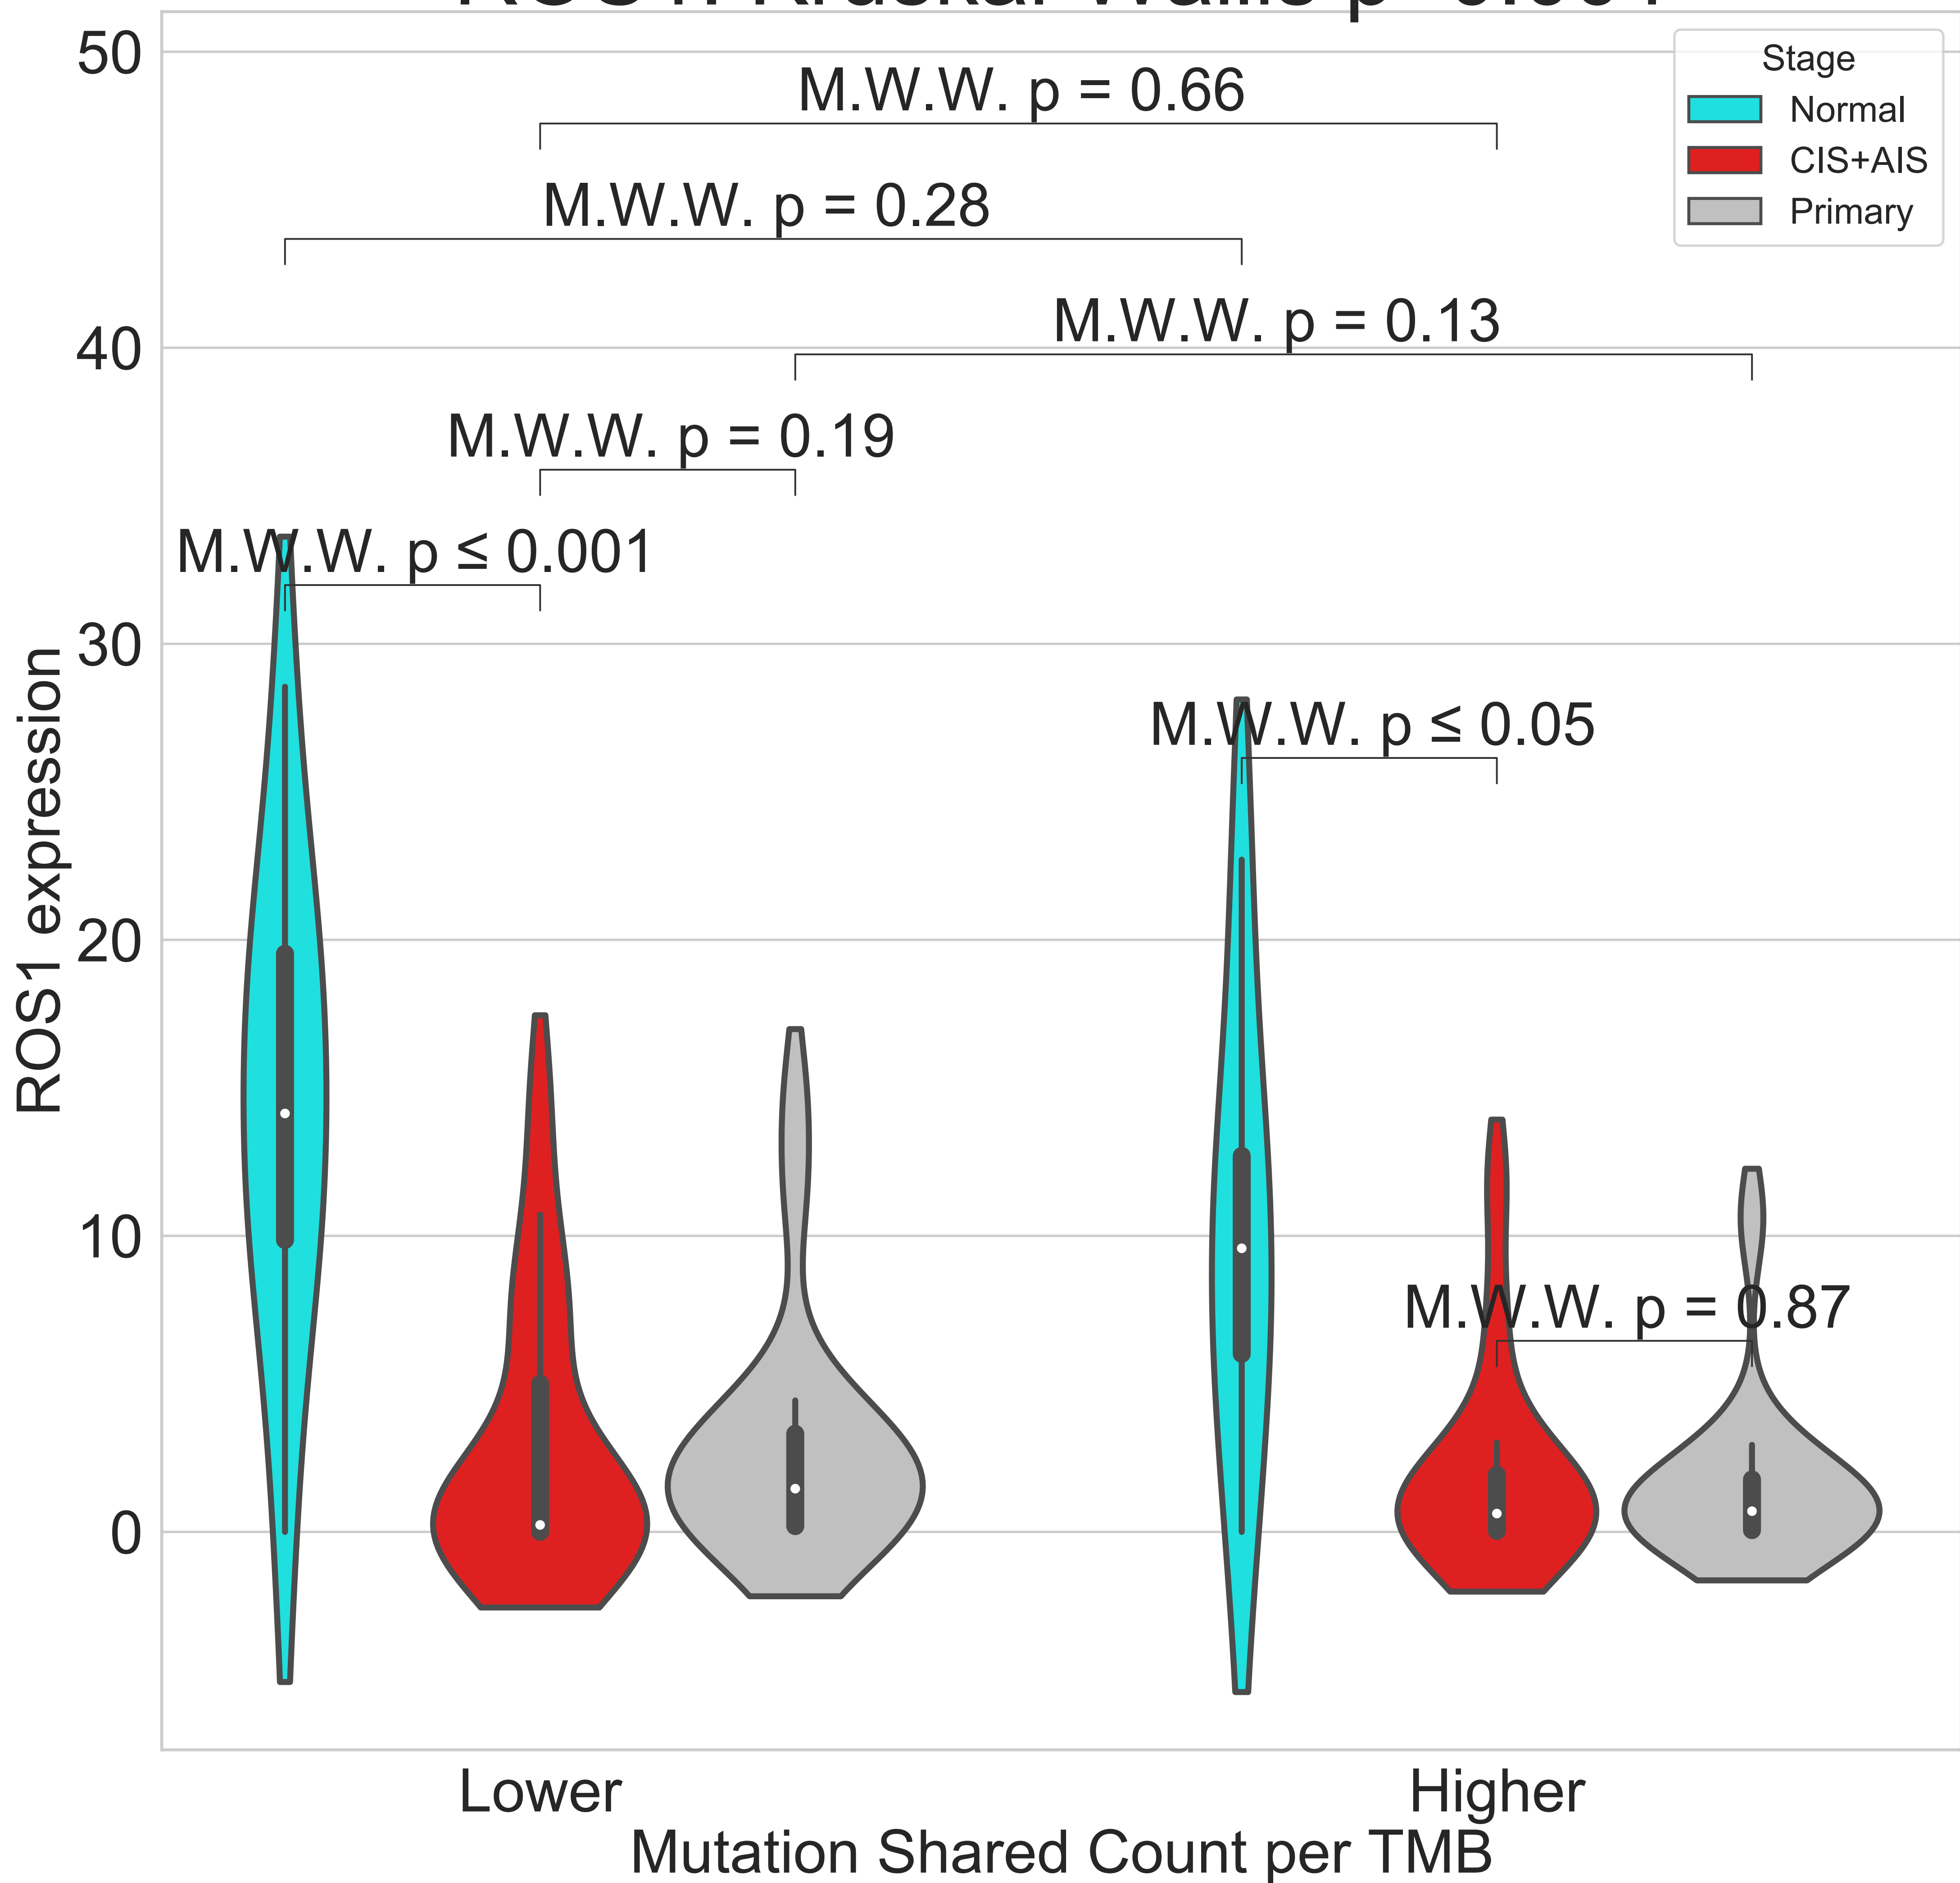 50
Stage
Normal
CIS+AIS
Primary
M.W.W. p = 0.66
M.W.W. p = 0.28
M.W.W. p = 0.13
40
M.W.W. p = 0.19
M.W.W. p ≤ 0.001
30
M.W.W. p ≤ 0.05
20
10
M.W.W. p = 0.87
0
ROS1 expression
Lower
Higher
Mutation Shared Count per TMB